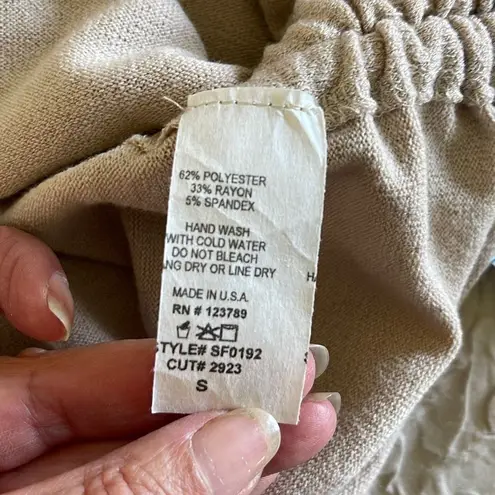 62% POLYESTER
33% RAYON
5% SPANDEX
HAND WASH
WITH COLD WATER
DO NOT BLEACH
ANG DRY OR LINE DRY
MADE IN U.S.A.
RN # 123789
STYLE# SF0192
CUT# 2923
S